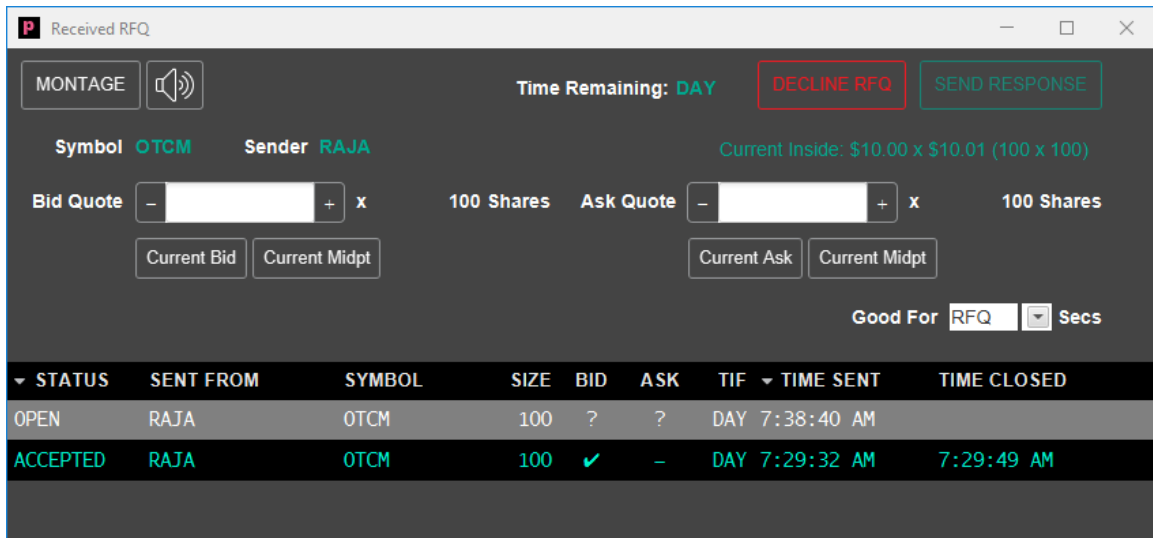 P Received RFQ
MONTAGE Time Remaining: DAY DECLINE RFQ SEND RESPONSE
Symbol OTCM Sender RAJA Current Inside: $10.00 x $10.01 (100 x 100)
Bid Quote − + x 100 Shares Ask Quote − + x 100 Shares
Current Bid Current Midpt Current Ask Current Midpt
Good For RFQ Secs
STATUS SENT FROM SYMBOL SIZE BID ASK TIF TIME SENT TIME CLOSED
OPEN RAJA OTCM 100 ? ? DAY 7:38:40 AM
ACCEPTED RAJA OTCM 100 ✔ – DAY 7:29:32 AM 7:29:49 AM